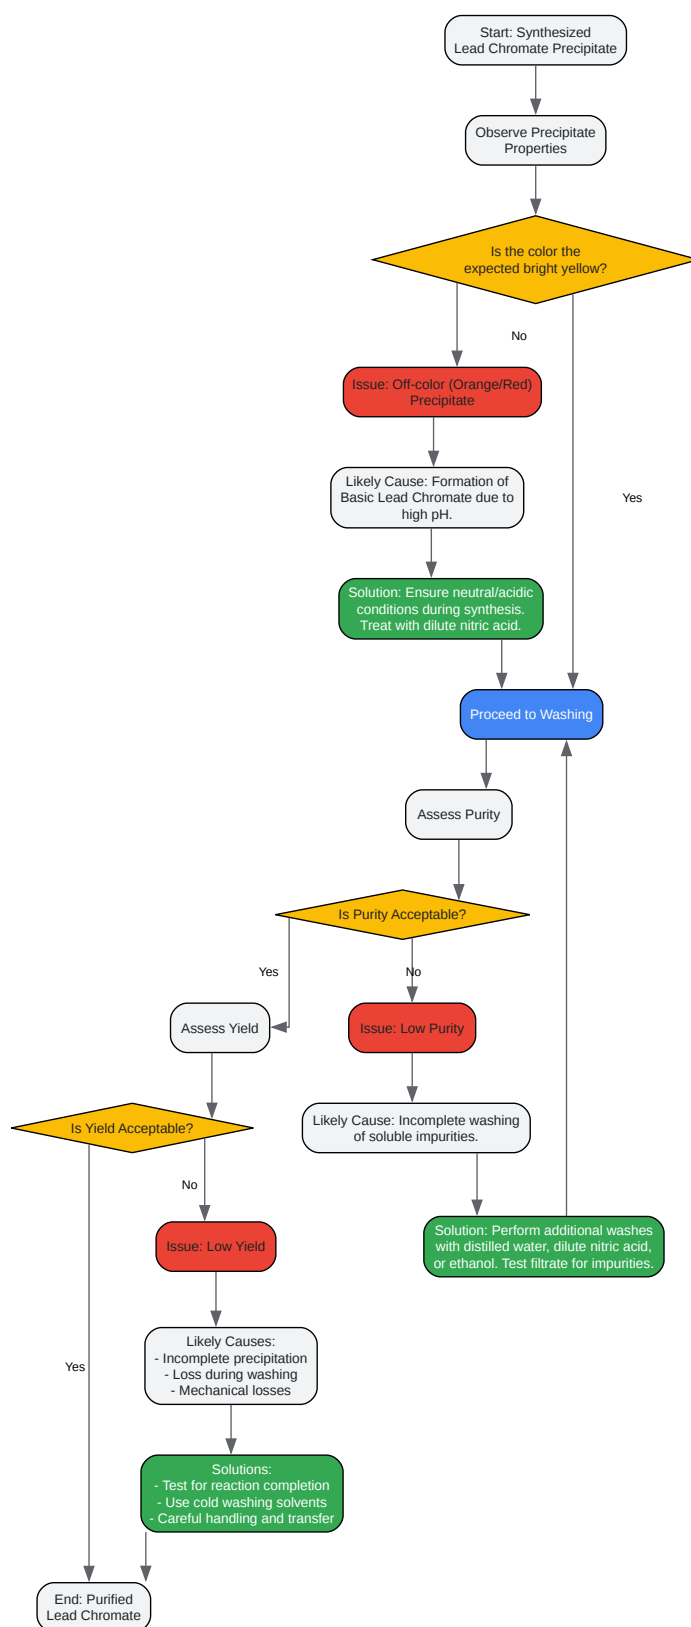 Start: Synthesized
Lead Chromate Precipitate
Observe Precipitate
Properties
Is the color the
expected bright yellow?
No
Issue: Off-color (Orange/Red)
Precipitate
Likely Cause: Formation of
Basic Lead Chromate due to
high pH.
Yes
Solution: Ensure neutral/acidic
conditions during synthesis.
Treat with dilute nitric acid.
Proceed to Washing
Assess Purity
Is Purity Acceptable?
Yes
No
Assess Yield
Issue: Low Purity
Is Yield Acceptable?
Likely Cause: Incomplete washing
of soluble impurities.
No
Issue: Low Yield
Solution: Perform additional washes
with distilled water, dilute nitric acid,
or ethanol. Test filtrate for impurities.
Likely Causes:
- Incomplete precipitation
- Loss during washing
- Mechanical losses
Yes
Solutions:
- Test for reaction completion
- Use cold washing solvents
- Careful handling and transfer
End: Purified
Lead Chromate